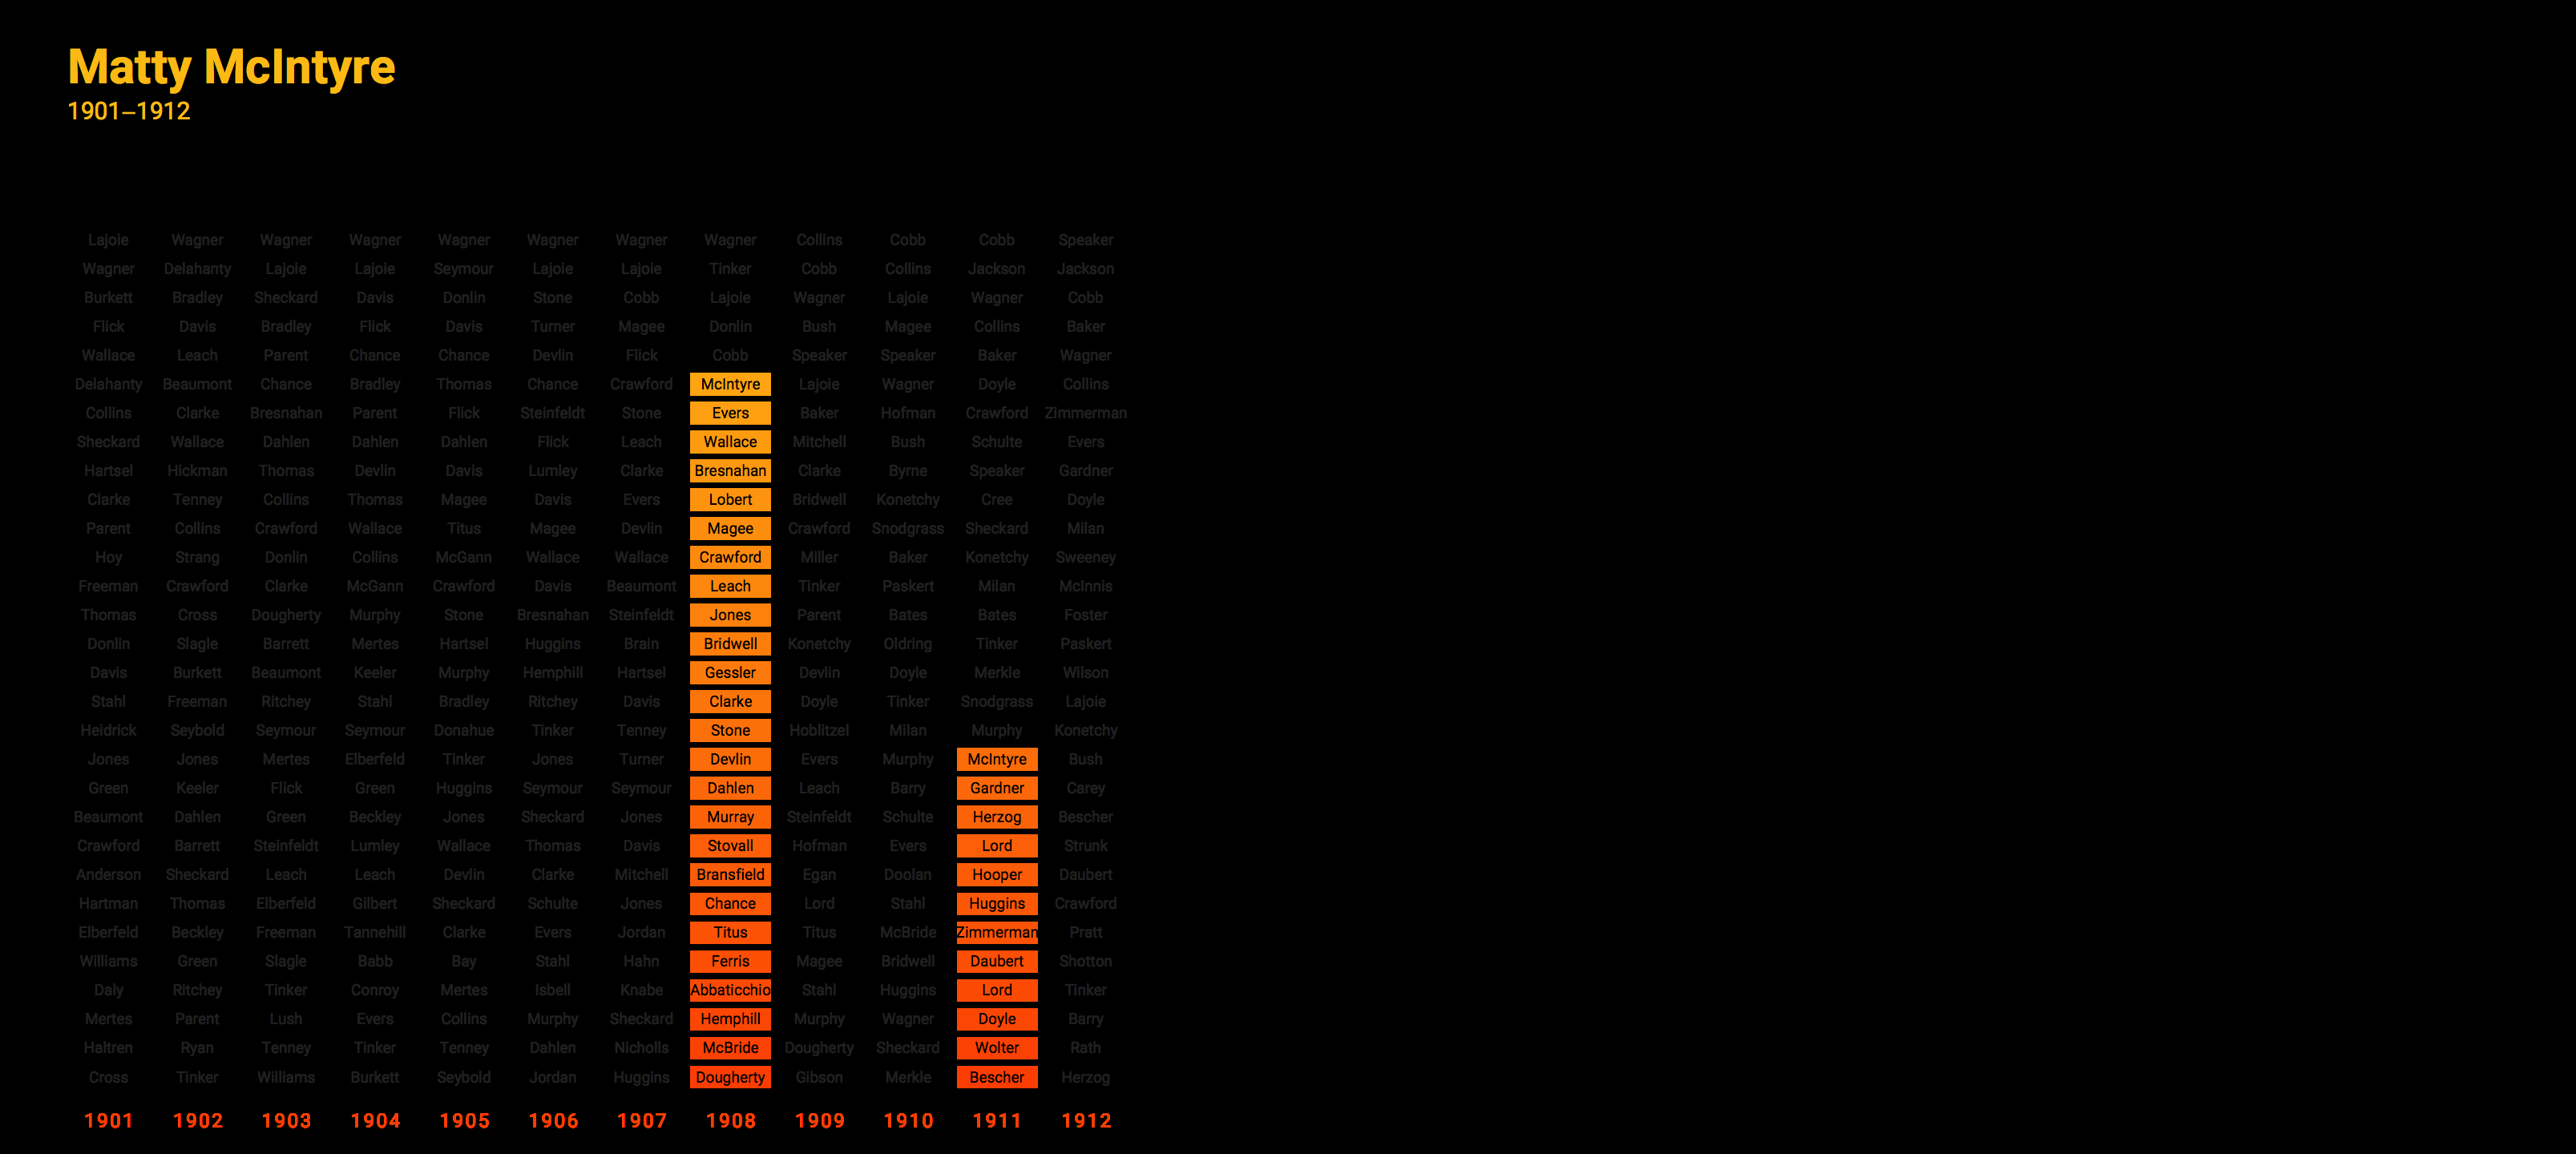 Matty McIntyre
1901–1912
Lajoie Wagner Wagner Wagner Wagner Wagner Wagner Wagner Collins Cobb Cobb Speaker
Wagner Delahanty Lajoie Lajoie Seymour Lajoie Lajoie Tinker Cobb Collins Jackson Jackson
Burkett Bradley Sheckard Davis Donlin Stone Cobb Lajoie Wagner Lajoie Wagner Cobb
Flick Davis Bradley Flick Davis Turner Magee Donlin Bush Magee Collins Baker
Wallace Leach Parent Chance Chance Devlin Flick Cobb Speaker Speaker Baker Wagner
Delahanty Beaumont Chance Bradley Thomas Chance Crawford McIntyre Lajoie Wagner Doyle Collins
Collins Clarke Bresnahan Parent Flick Steinfeldt Stone Evers Baker Hofman Crawford Zimmerman
Sheckard Wallace Dahlen Dahlen Dahlen Flick Leach Wallace Mitchell Bush Schulte Evers
Hartsel Hickman Thomas Devlin Davis Lumley Clarke Bresnahan Clarke Byrne Speaker Gardner
Clarke Tenney Collins Thomas Magee Davis Evers Lobert Bridwell Konetchy Cree Doyle
Parent Collins Crawford Wallace Titus Magee Devlin Magee Crawford Snodgrass Sheckard Milan
Hoy Strang Donlin Collins McGann Wallace Wallace Crawford Miller Baker Konetchy Sweeney
Freeman Crawford Clarke McGann Crawford Davis Beaumont Leach Tinker Paskert Milan McInnis
Thomas Cross Dougherty Murphy Stone Bresnahan Steinfeldt Jones Parent Bates Bates Foster
Donlin Slagle Barrett Mertes Hartsel Huggins Brain Bridwell Konetchy Oldring Tinker Paskert
Davis Burkett Beaumont Keeler Murphy Hemphill Hartsel Gessler Devlin Doyle Merkle Wilson
Stahl Freeman Ritchey Stahl Bradley Ritchey Davis Clarke Doyle Tinker Snodgrass Lajoie
Heidrick Seybold Seymour Seymour Donahue Tinker Tenney Stone Hoblitzel Milan Murphy Konetchy
Jones Jones Mertes Elberfeld Tinker Jones Turner Devlin Evers Murphy McIntyre Bush
Green Keeler Flick Green Huggins Seymour Seymour Dahlen Leach Barry Gardner Carey
Beaumont Dahlen Green Beckley Jones Sheckard Jones Murray Steinfeldt Schulte Herzog Bescher
Crawford Barrett Steinfeldt Lumley Wallace Thomas Davis Stovall Hofman Evers Lord Strunk
Anderson Sheckard Leach Leach Devlin Clarke Mitchell Bransfield Egan Doolan Hooper Daubert
Hartman Thomas Elberfeld Gilbert Sheckard Schulte Jones Chance Lord Stahl Huggins Crawford
Elberfeld Beckley Freeman Tannehill Clarke Evers Jordan Titus Titus McBride Zimmerman Pratt
Williams Green Slagle Babb Bay Stahl Hahn Ferris Magee Bridwell Daubert Shotton
Daly Ritchey Tinker Conroy Mertes Isbell Knabe Abbaticchio Stahl Huggins Lord Tinker
Mertes Parent Lush Evers Collins Murphy Sheckard Hemphill Murphy Wagner Doyle Barry
Haltren Ryan Tenney Tinker Tenney Dahlen Nicholls McBride Dougherty Sheckard Wolter Rath
Cross Tinker Williams Burkett Seybold Jordan Huggins Dougherty Gibson Merkle Bescher Herzog
1901 1902 1903 1904 1905 1906 1907 1908 1909 1910 1911 1912